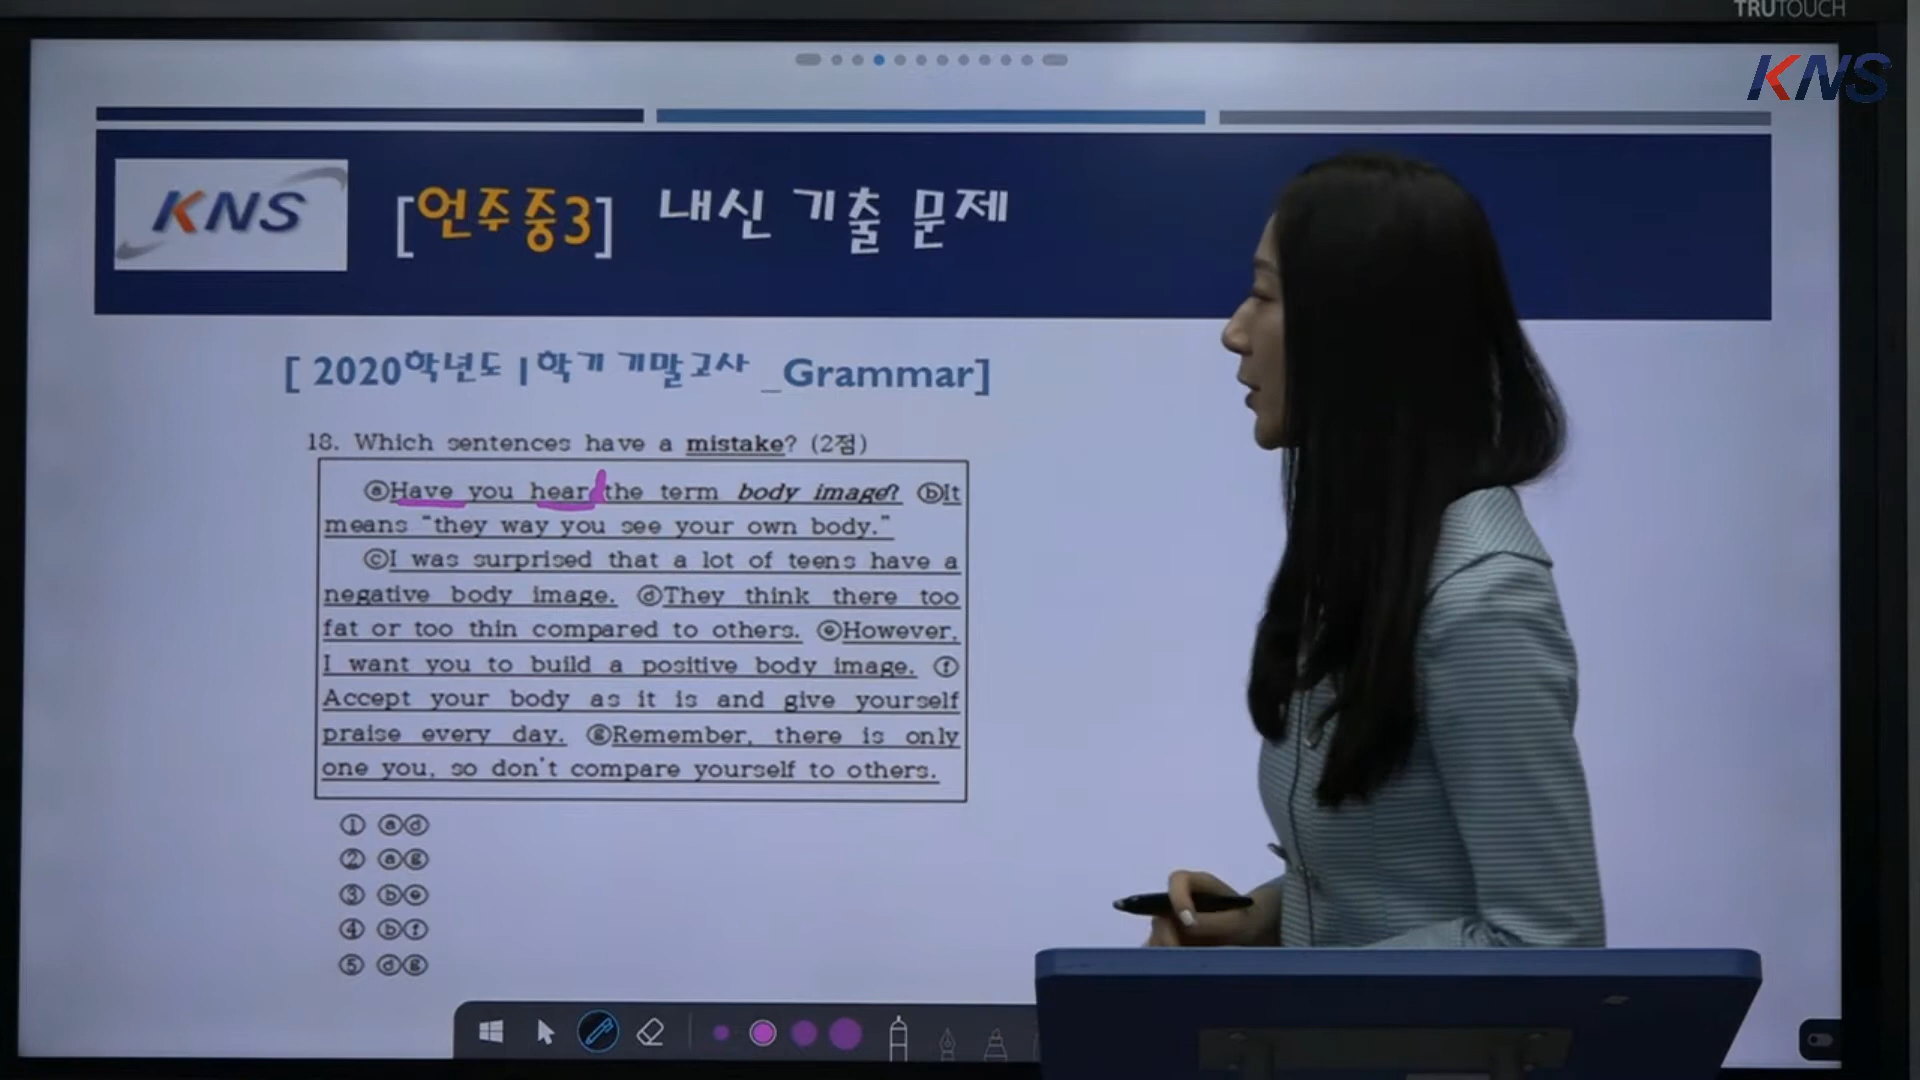 TRUTOUCH
KNS
KNS
[언주중3] 내신 기출 문제
[ 2020학년도 1학기 기말고사 _Grammar]
18. Which sentences have a mistake? (2점)
ⓐHave you hear the term body image? ⓑIt
means "they way you see your own body."
ⓒI was surprised that a lot of teens have a
negative body image. ⓓThey think there too
fat or too thin compared to others. ⓔHowever,
I want you to build a positive body image. ⓕ
Accept your body as it is and give yourself
praise every day. ⓖRemember, there is only
one you, so don't compare yourself to others.
① ⓐⓓ
② ⓐⓖ
③ ⓑⓔ
④ ⓑⓕ
⑤ ⓓⓖ